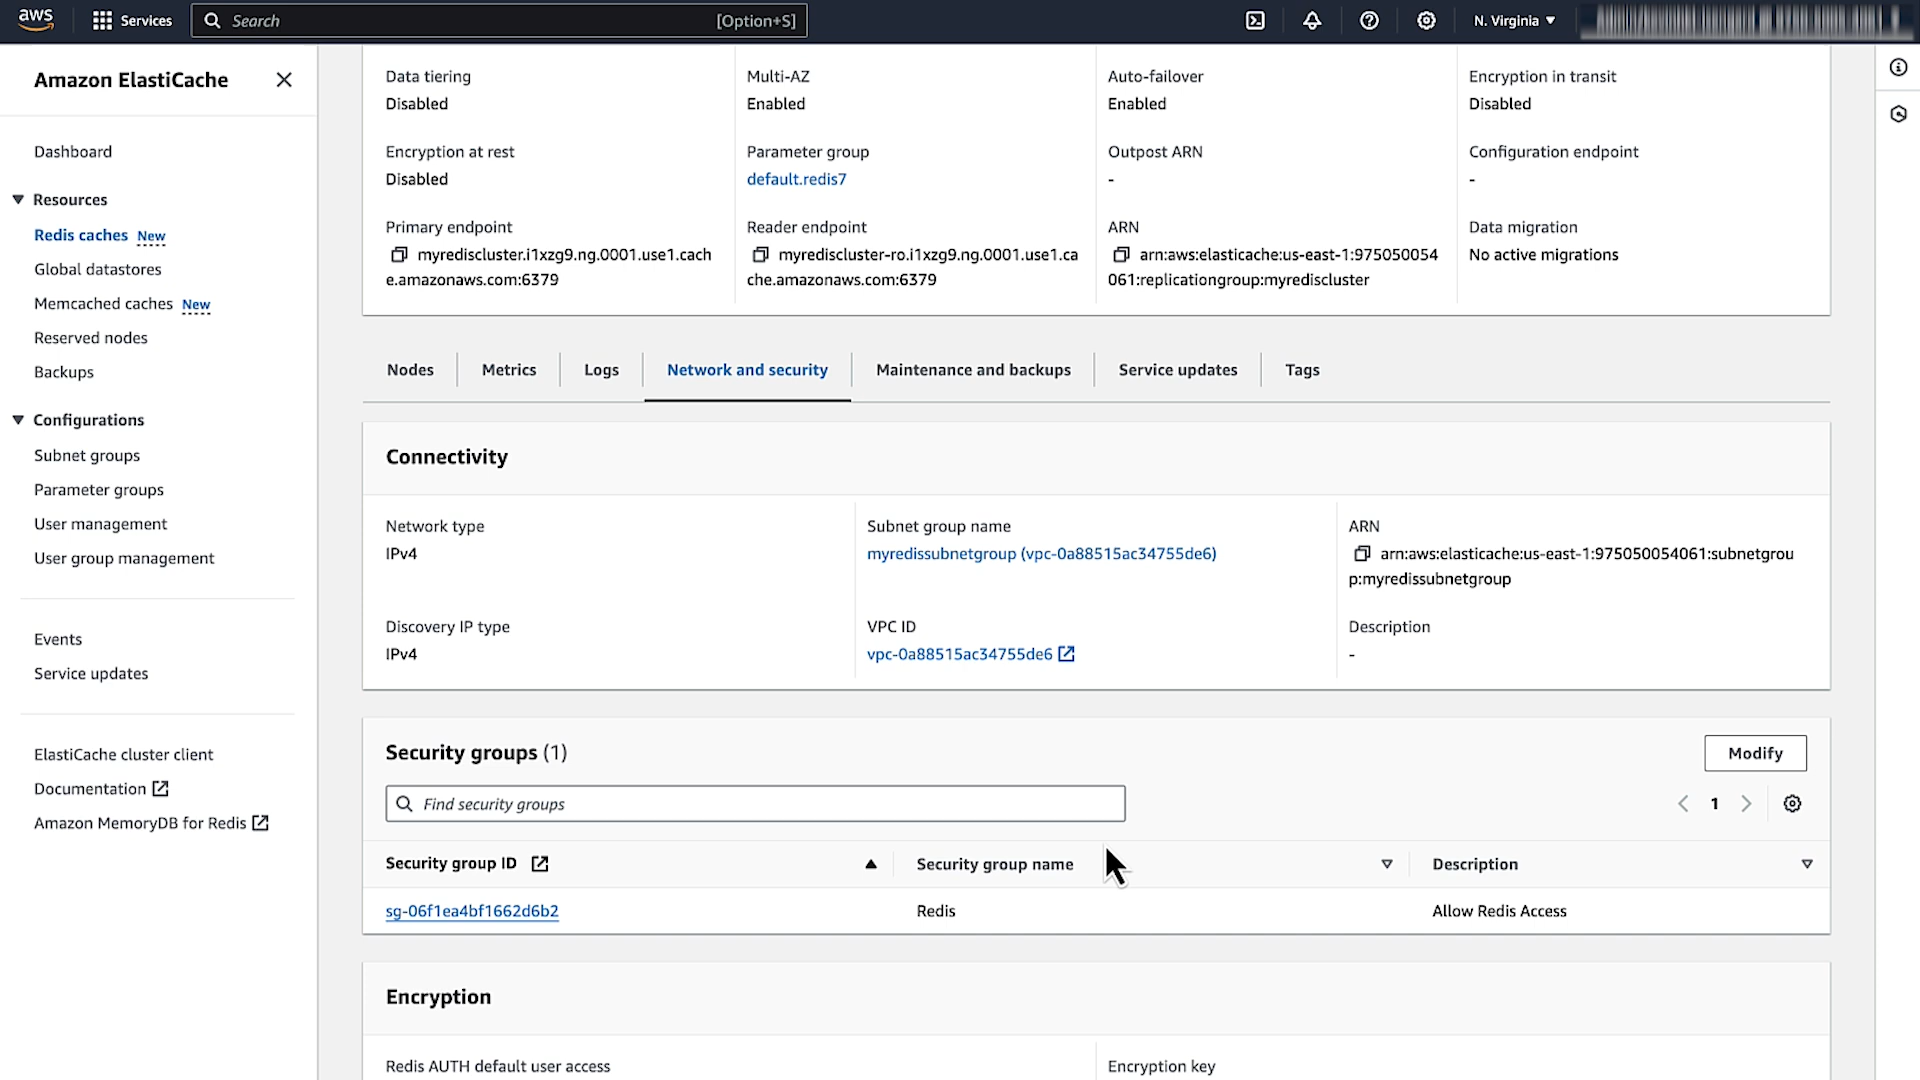 aws
Services
Search
[Option+S]
N. Virginia
Amazon ElastiCache
Dashboard
Resources
Redis caches New
Global datastores
Memcached caches New
Reserved nodes
Backups
Configurations
Subnet groups
Parameter groups
User management
User group management
Events
Service updates
ElastiCache cluster client
Documentation
Amazon MemoryDB for Redis
Data tiering
Disabled
Multi-AZ
Enabled
Auto-failover
Enabled
Encryption in transit
Disabled
Encryption at rest
Disabled
Parameter group
default.redis7
Outpost ARN
-
Configuration endpoint
-
Primary endpoint
myrediscluster.i1xzg9.ng.0001.use1.cach
e.amazonaws.com:6379
Reader endpoint
myrediscluster-ro.i1xzg9.ng.0001.use1.ca
che.amazonaws.com:6379
ARN
arn:aws:elasticache:us-east-1:975050054
061:replicationgroup:myrediscluster
Data migration
No active migrations
Nodes
Metrics
Logs
Network and security
Maintenance and backups
Service updates
Tags
Connectivity
Network type
IPv4
Subnet group name
myredissubnetgroup (vpc-0a88515ac34755de6)
ARN
arn:aws:elasticache:us-east-1:975050054061:subnetgrou
p:myredissubnetgroup
Discovery IP type
IPv4
VPC ID
vpc-0a88515ac34755de6
Description
-
Security groups (1)
Modify
Find security groups
1
Security group ID
Security group name
Description
sg-06f1ea4bf1662d6b2
Redis
Allow Redis Access
Encryption
Redis AUTH default user access
Encryption key